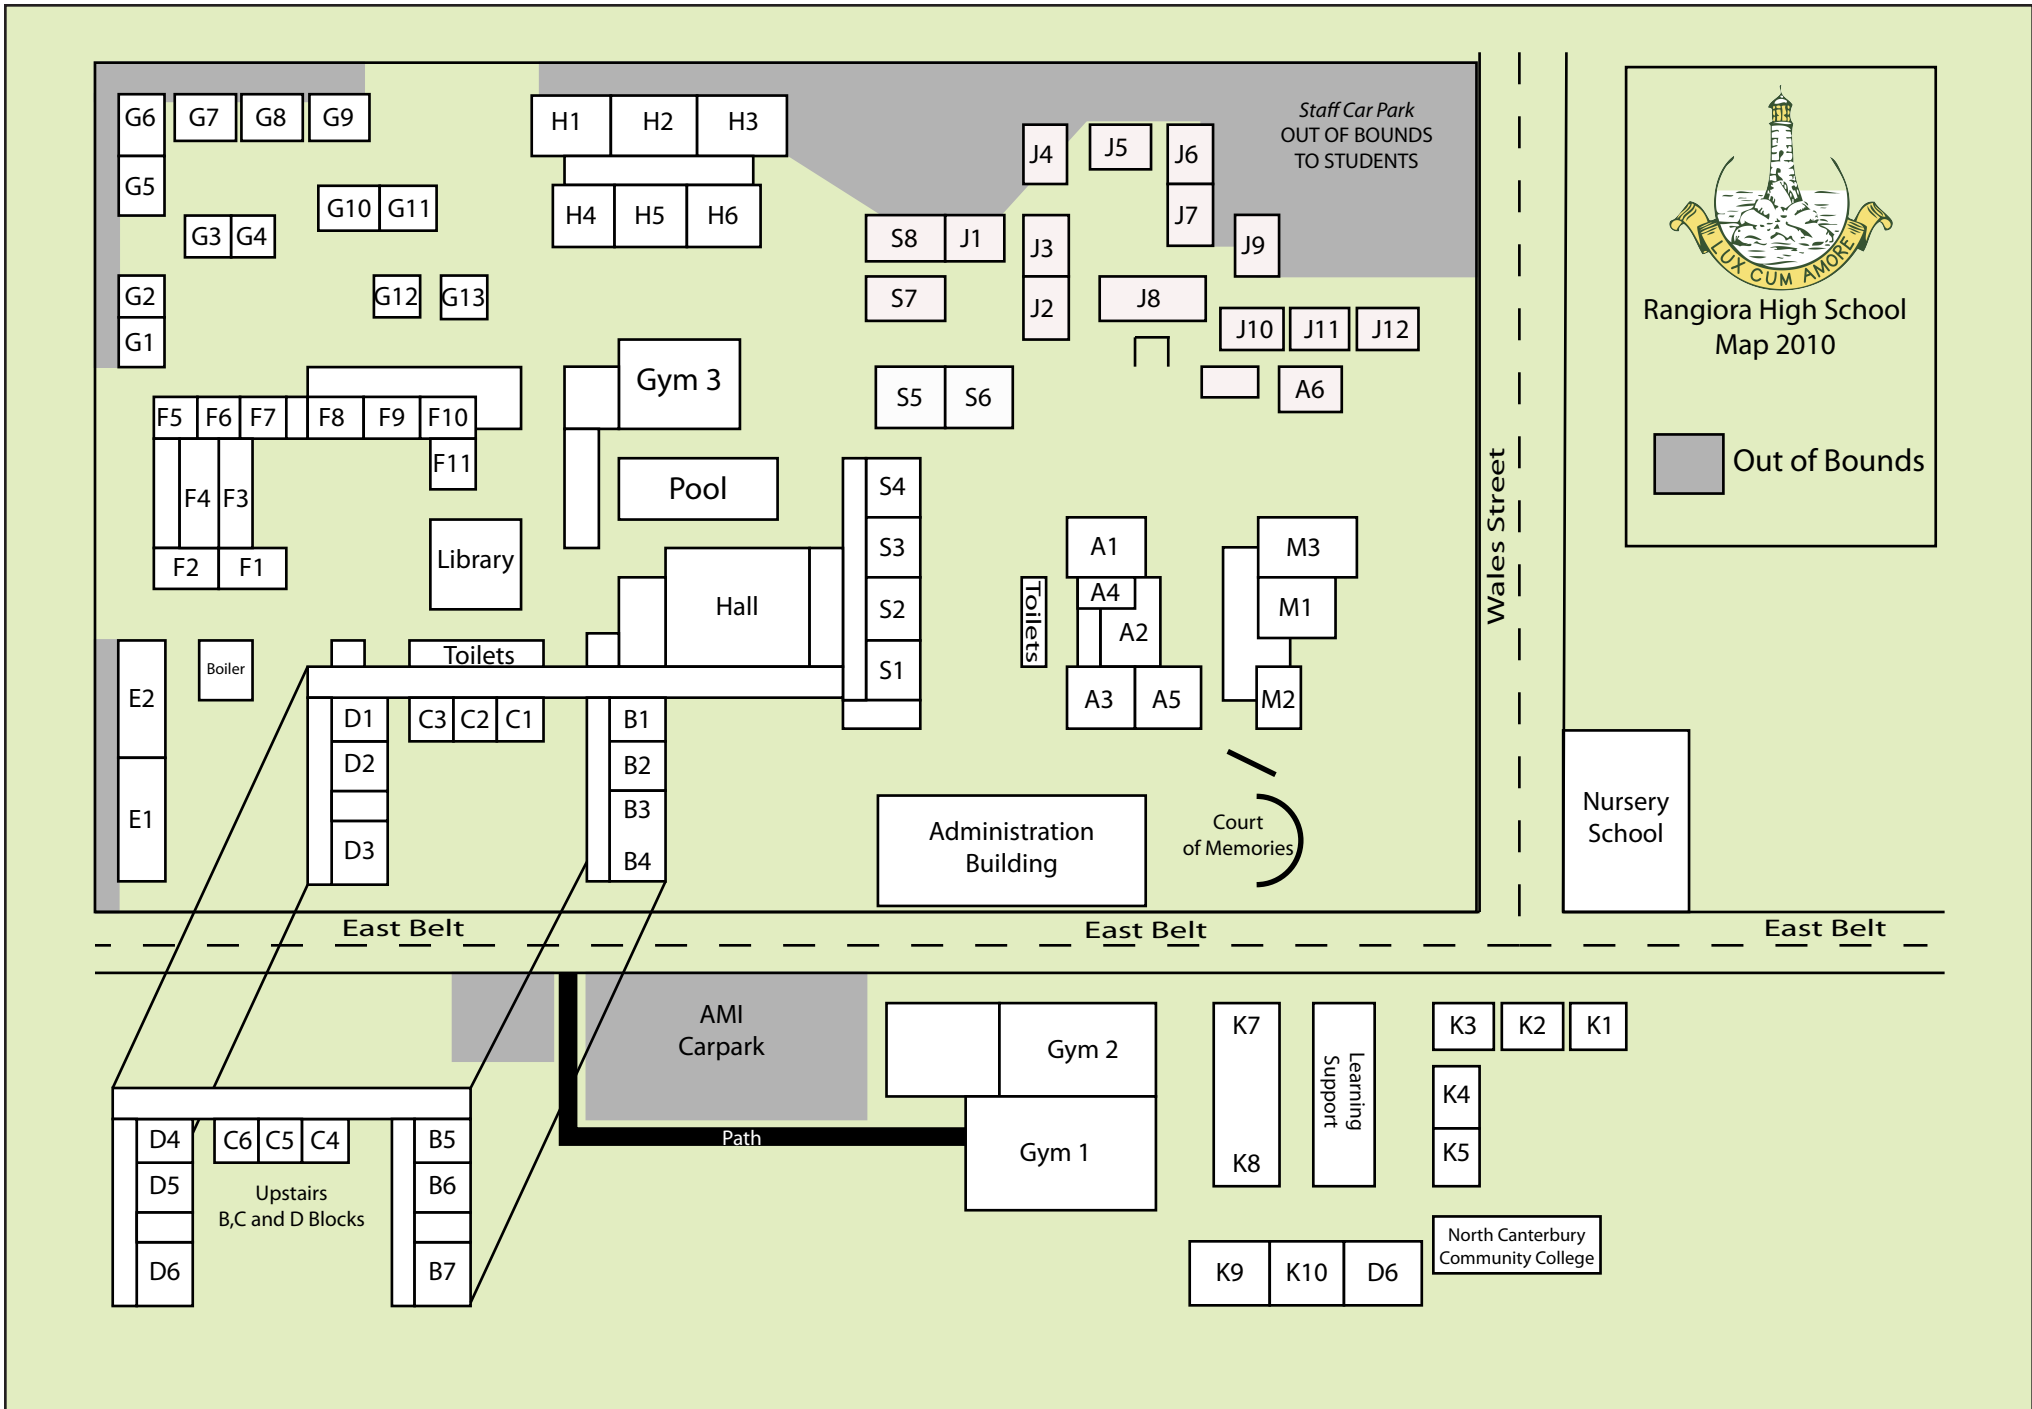 G6 G7 G8 G9
G5
G10 G11
G3 G4
G2
G1
G12 G13
H1 H2 H3
H4 H5 H6
Staff Car Park
OUT OF BOUNDS
TO STUDENTS
J4 J5 J6
J7
S8 J1 J3 J9
S7 J2 J8
J10 J11 J12
S5 S6
A6
LUX CUM AMORE
Rangiora High School
Map 2010
Out of Bounds
Gym 3
F5 F6 F7 F8 F9 F10
F11
F4 F3
F2 F1
Library
Pool
Hall
S4
S3
S2
S1
Toilets
A1
A4
A2
A3 A5
M3
M1
M2
Wales Street
E2
E1
Boiler
Toilets
D1 C3 C2 C1 B1
D2 B2
B3
D3 B4
Administration
Building
Court
of Memories
Nursery
School
East Belt East Belt East Belt
AMI
Carpark
Path
Gym 2
Gym 1
K7
K8
Learning
Support
K3 K2 K1
K4
K5
North Canterbury
Community College
K9 K10 D6
D4 C6 C5 C4 B5
D5 B6
Upstairs
B,C and D Blocks
D6 B7